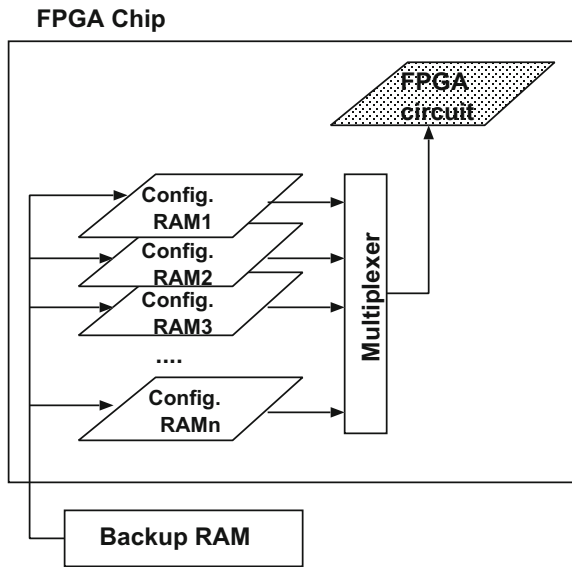 FPGA Chip
FPGA
circuit
Config.
RAM1
Config.
RAM2
Config.
RAM3
....
Config.
RAMn
Multiplexer
Backup RAM